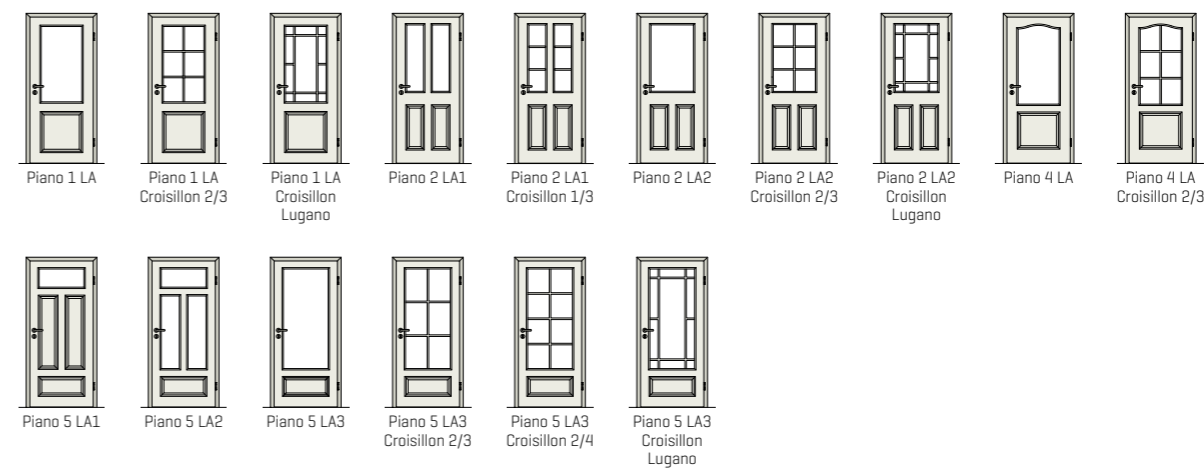 Piano 1 LA
Piano 1 LA
Croisillon 2/3
Piano 1 LA
Croisillon
Lugano
Piano 2 LA1
Piano 2 LA1
Croisillon 1/3
Piano 2 LA2
Piano 2 LA2
Croisillon 2/3
Piano 2 LA2
Croisillon
Lugano
Piano 4 LA
Piano 4 LA
Croisillon 2/3
Piano 5 LA1
Piano 5 LA2
Piano 5 LA3
Piano 5 LA3
Croisillon 2/3
Piano 5 LA3
Croisillon 2/4
Piano 5 LA3
Croisillon
Lugano